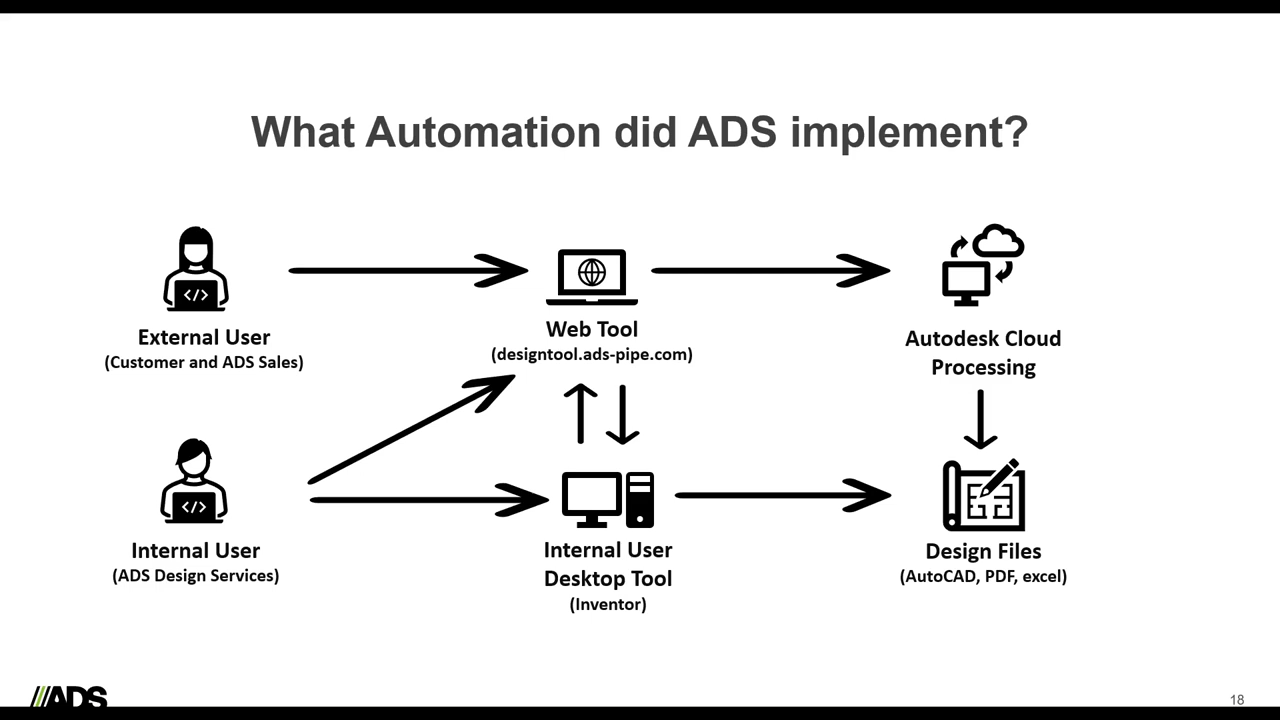 What Automation did ADS implement?
</>
External User
(Customer and ADS Sales)
Web Tool
(designtool.ads-pipe.com)
Autodesk Cloud
Processing
</>
Internal User
(ADS Design Services)
Internal User
Desktop Tool
(Inventor)
Design Files
(AutoCAD, PDF, excel)
ADS
18